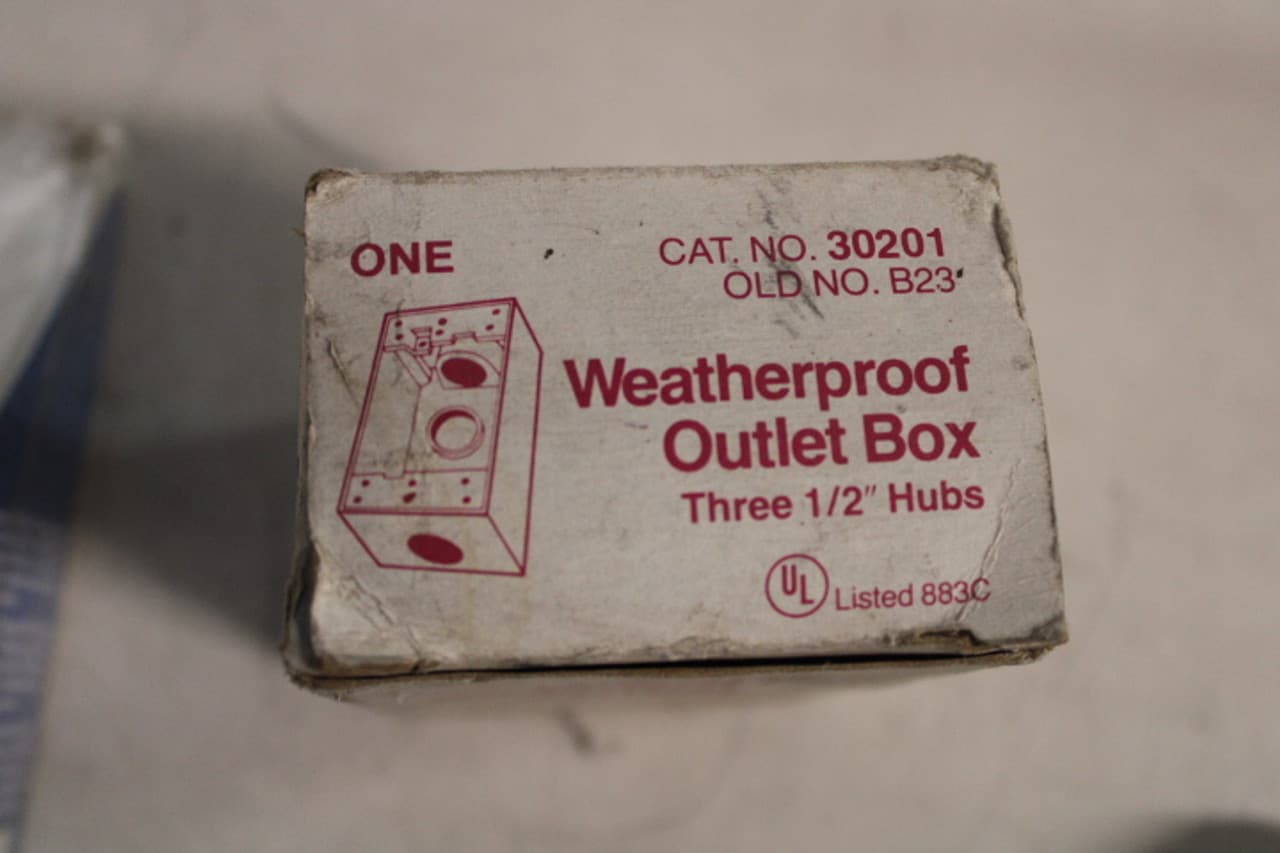 ONE
CAT. NO. 30201
OLD NO. B23
Weatherproof
Outlet Box
Three 1/2" Hubs
UL Listed 883C